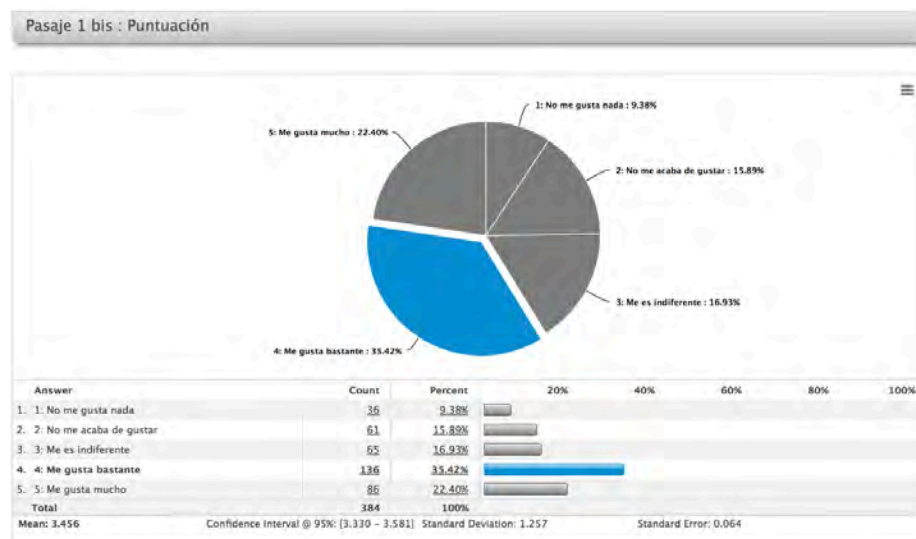 Pasaje 1 bis : Puntuación
1: No me gusta nada : 9.38%
5: Me gusta mucho : 22.40%
2: No me acaba de gustar : 15.89%
3: Me es indiferente : 16.93%
4: Me gusta bastante : 35.42%
Answer Count Percent 20% 40% 60% 80% 100%
1. 1: No me gusta nada 36 9.38%
2. 2: No me acaba de gustar 61 15.89%
3. 3: Me es indiferente 65 16.93%
4. 4: Me gusta bastante 136 35.42%
5. 5: Me gusta mucho 86 22.40%
Total 384 100%
Mean: 3.456 Confidence Interval @ 95%: [3.330 - 3.581] Standard Deviation: 1.257 Standard Error: 0.064